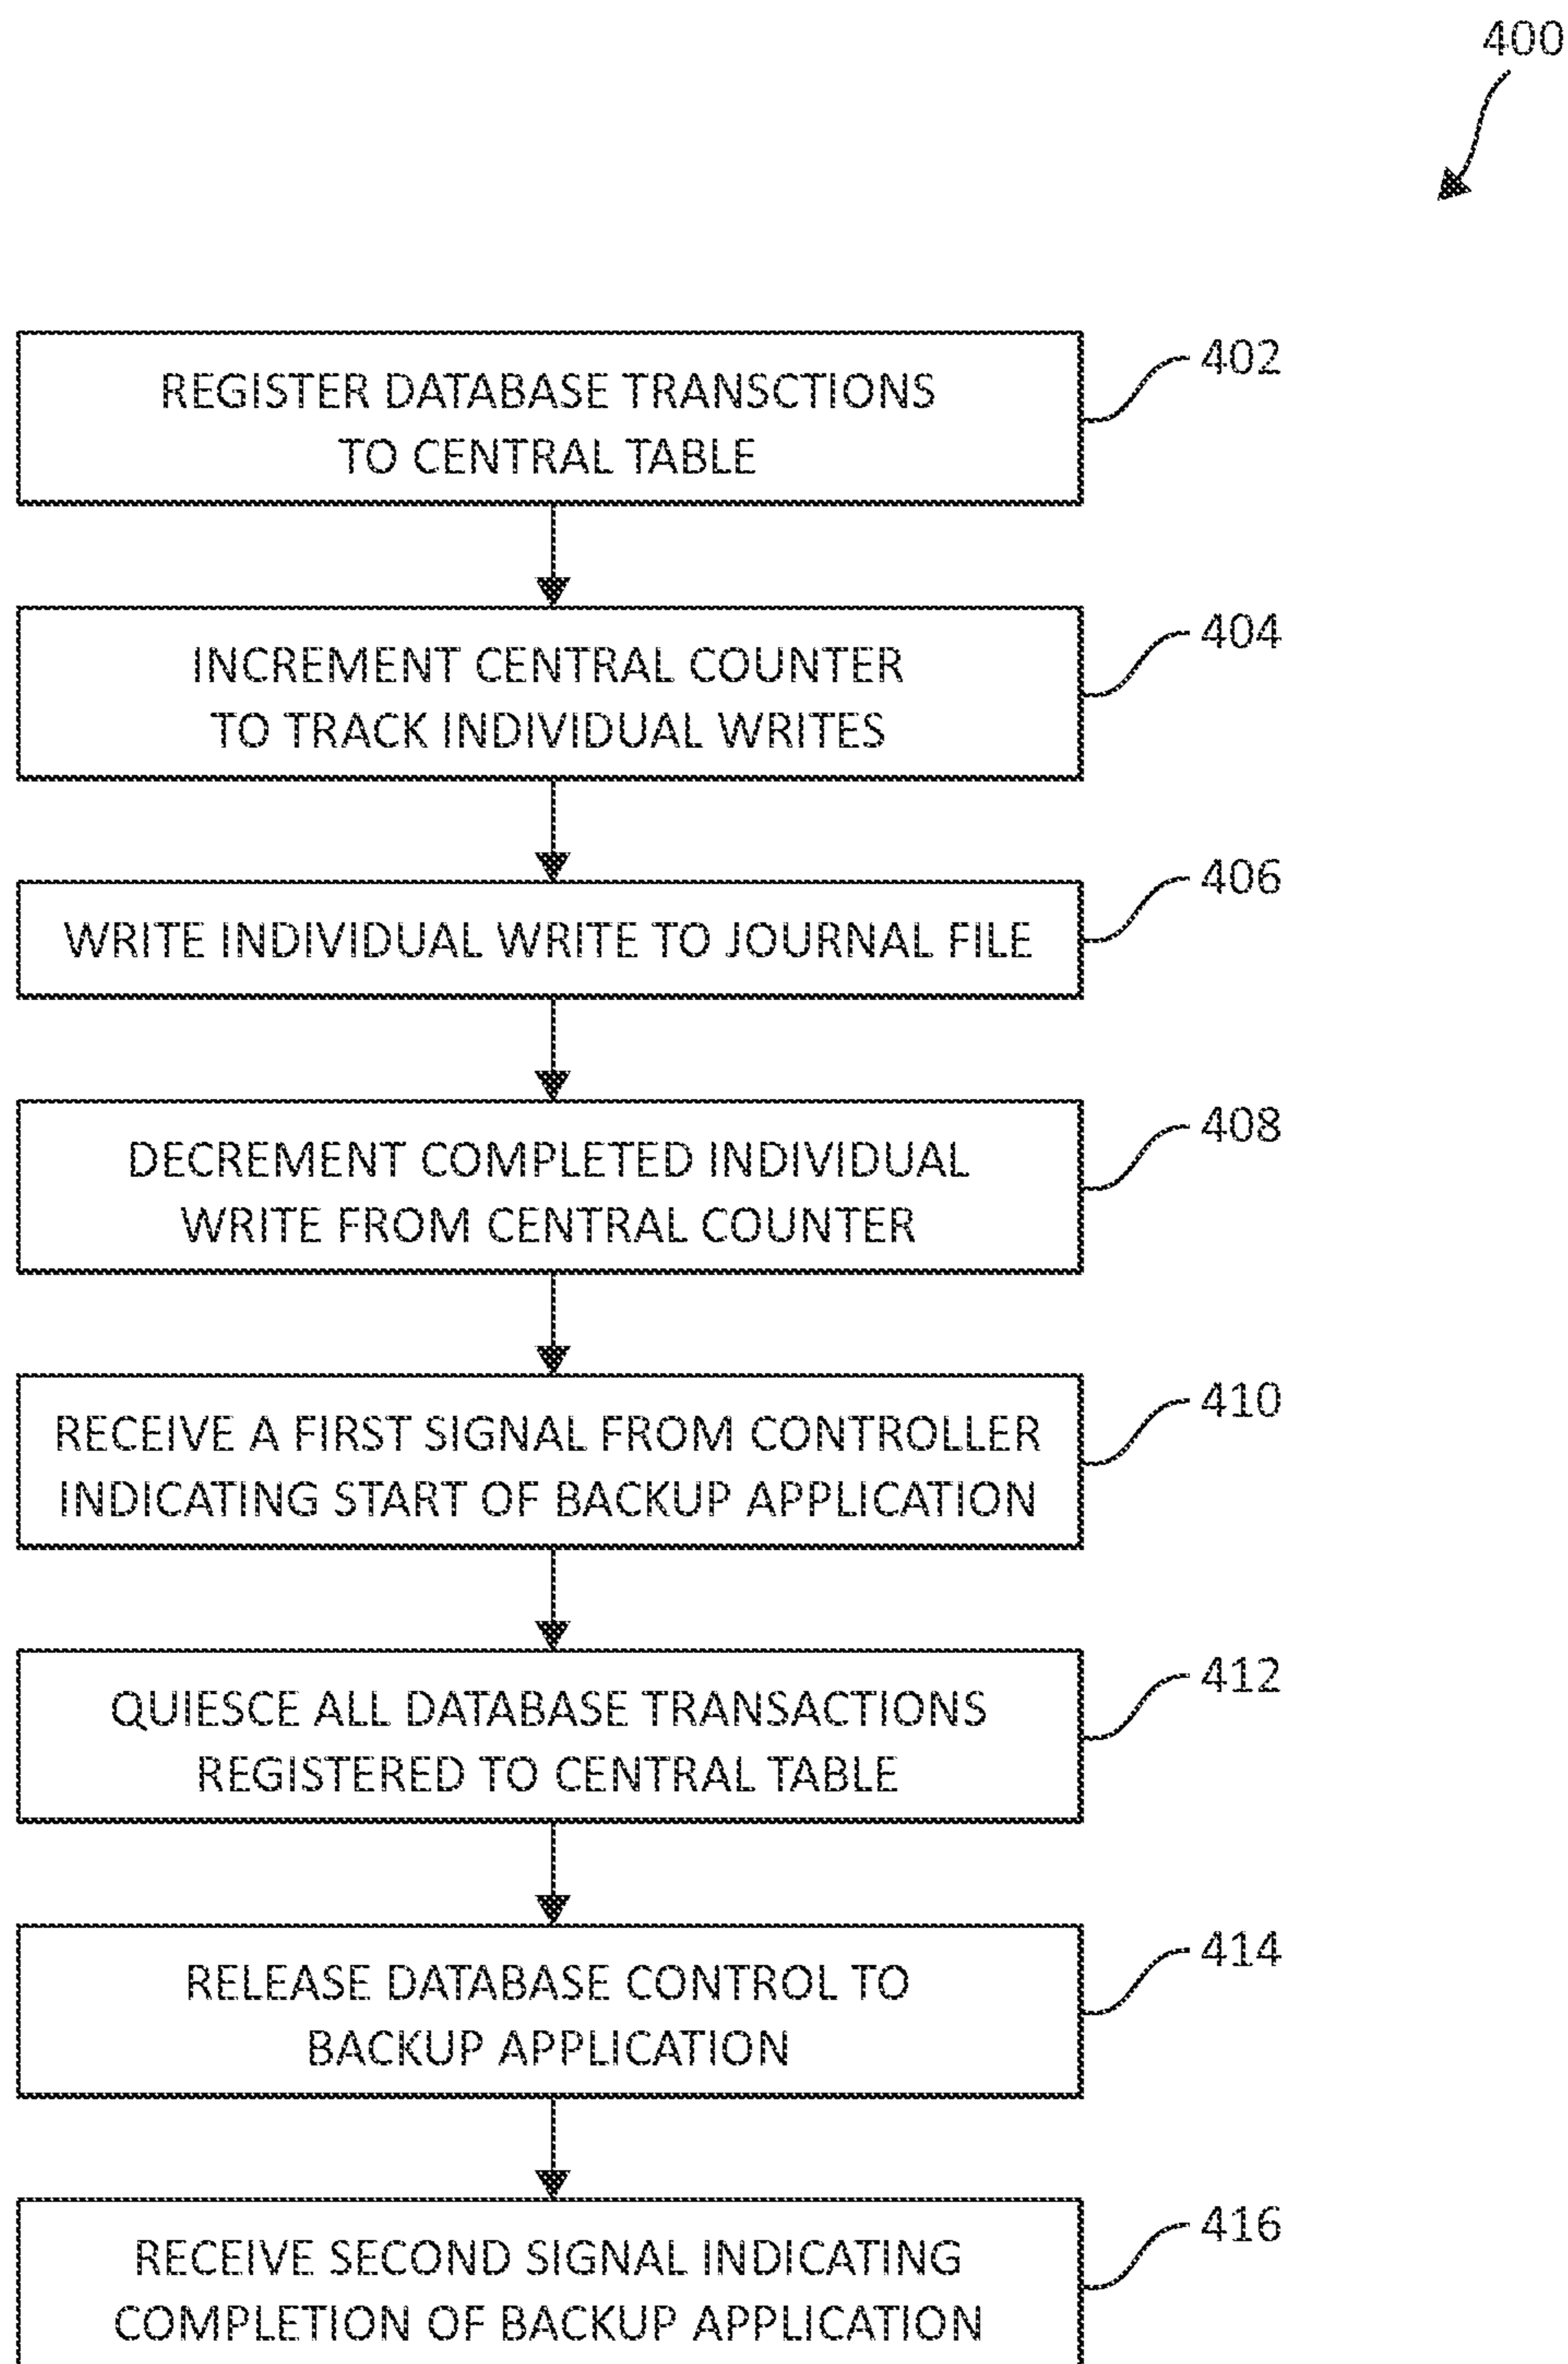 400
REGISTER DATABASE TRANSCTIONS
TO CENTRAL TABLE
402
INCREMENT CENTRAL COUNTER
TO TRACK INDIVIDUAL WRITES
404
WRITE INDIVIDUAL WRITE TO JOURNAL FILE
406
DECREMENT COMPLETED INDIVIDUAL
WRITE FROM CENTRAL COUNTER
408
RECEIVE A FIRST SIGNAL FROM CONTROLLER
INDICATING START OF BACKUP APPLICATION
410
QUIESCE ALL DATABASE TRANSACTIONS
REGISTERED TO CENTRAL TABLE
412
RELEASE DATABASE CONTROL TO
BACKUP APPLICATION
414
RECEIVE SECOND SIGNAL INDICATING
COMPLETION OF BACKUP APPLICATION
416